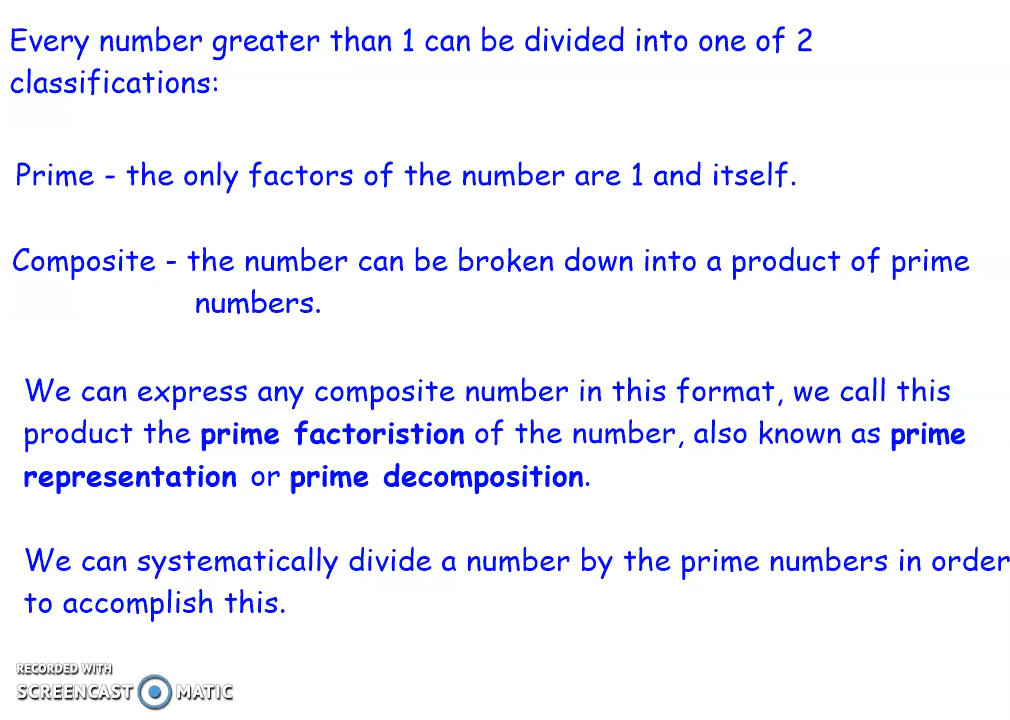 Every number greater than 1 can be divided into one of 2
classifications:
Prime - the only factors of the number are 1 and itself.
Composite - the number can be broken down into a product of prime
numbers.
We can express any composite number in this format, we call this
product the prime factoristion of the number, also known as prime
representation or prime decomposition.
We can systematically divide a number by the prime numbers in order
to accomplish this.
RECORDED WITH
SCREENCAST MATIC